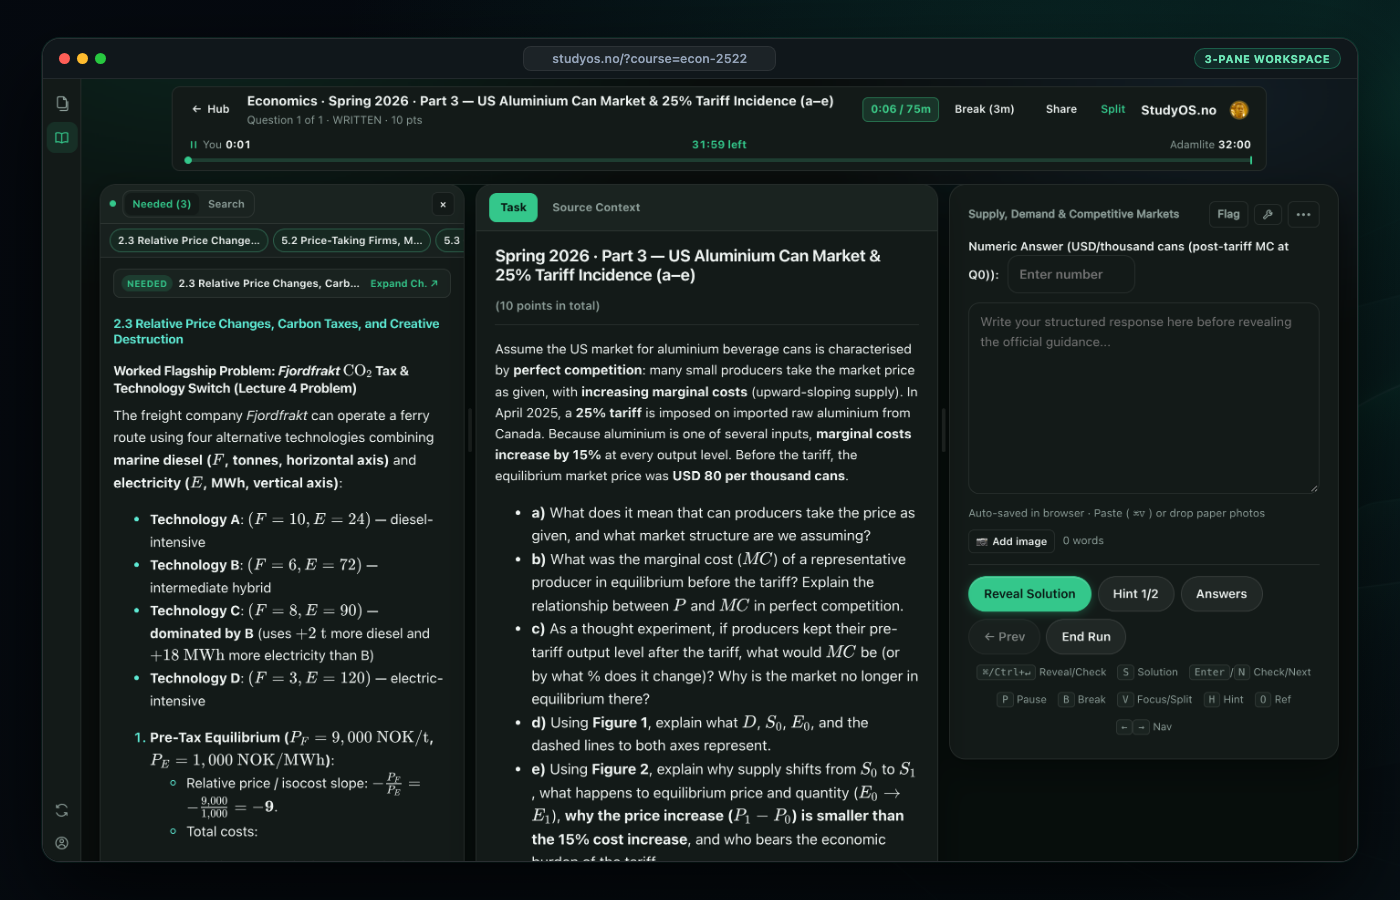 studyos.no/?course=econ-2522
3-PANE WORKSPACE
← Hub
Economics · Spring 2026 · Part 3 — US Aluminium Can Market & 25% Tariff Incidence (a–e)
Question 1 of 1 · WRITTEN · 10 pts
0:06 / 75m
Break (3m)
Share
Split
StudyOS.no
You 0:01
31:59 left
Adamlite 32:00
Needed (3)
Search
×
2.3 Relative Price Change...
5.2 Price-Taking Firms, M...
5.3
NEEDED 2.3 Relative Price Changes, Carb... Expand Ch. ↗
2.3 Relative Price Changes, Carbon Taxes, and Creative
Destruction
Worked Flagship Problem: Fjordfrakt CO₂ Tax &
Technology Switch (Lecture 4 Problem)
The freight company Fjordfrakt can operate a ferry
route using four alternative technologies combining
marine diesel (F, tonnes, horizontal axis) and
electricity (E, MWh, vertical axis):
• Technology A: (F = 10, E = 24) — diesel-
intensive
• Technology B: (F = 6, E = 72) —
intermediate hybrid
• Technology C: (F = 8, E = 90) —
dominated by B (uses +2 t more diesel and
+18 MWh more electricity than B)
• Technology D: (F = 3, E = 120) — electric-
intensive
1. Pre-Tax Equilibrium (P_F = 9,000 NOK/t,
P_E = 1,000 NOK/MWh):
Relative price / isocost slope: −P_F/P_E =
−9,000/1,000 = −9.
Total costs:
Task
Source Context
Spring 2026 · Part 3 — US Aluminium Can Market &
25% Tariff Incidence (a–e)
(10 points in total)
Assume the US market for aluminium beverage cans is characterised
by perfect competition: many small producers take the market price
as given, with increasing marginal costs (upward-sloping supply). In
April 2025, a 25% tariff is imposed on imported raw aluminium from
Canada. Because aluminium is one of several inputs, marginal costs
increase by 15% at every output level. Before the tariff, the
equilibrium market price was USD 80 per thousand cans.
• a) What does it mean that can producers take the price as
given, and what market structure are we assuming?
• b) What was the marginal cost (MC) of a representative
producer in equilibrium before the tariff? Explain the
relationship between P and MC in perfect competition.
• c) As a thought experiment, if producers kept their pre-
tariff output level after the tariff, what would MC be (or
by what % does it change)? Why is the market no longer in
equilibrium there?
• d) Using Figure 1, explain what D, S₀, E₀, and the
dashed lines to both axes represent.
• e) Using Figure 2, explain why supply shifts from S₀ to S₁
, what happens to equilibrium price and quantity (E₀ →
E₁), why the price increase (P₁ − P₀) is smaller than
the 15% cost increase, and who bears the economic
burden of the tariff.
Supply, Demand & Competitive Markets
Flag
•••
Numeric Answer (USD/thousand cans (post-tariff MC at
Q0)): Enter number
Write your structured response here before revealing
the official guidance...
Auto-saved in browser · Paste ( ⌘V ) or drop paper photos
Add image
0 words
Reveal Solution
Hint 1/2
Answers
← Prev
End Run
⌘/Ctrl+↵ Reveal/Check S Solution Enter / N Check/Next
P Pause B Break V Focus/Split H Hint O Ref
← → Nav